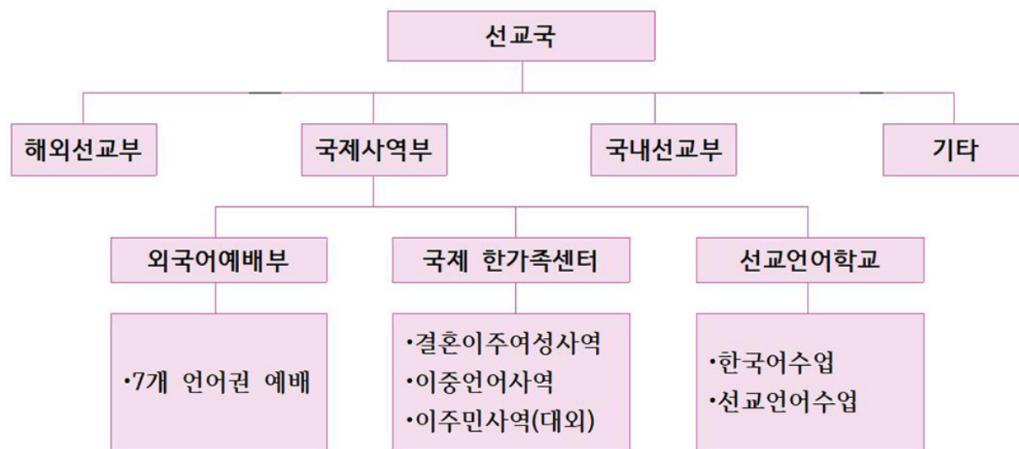 선교국
해외선교부
국제사역부
국내선교부
기타
외국어예배부
국제 한가족센터
선교언어학교
•7개 언어권 예배
•결혼이주여성사역
•이중언어사역
•이주민사역(대외)
•한국어수업
•선교언어수업